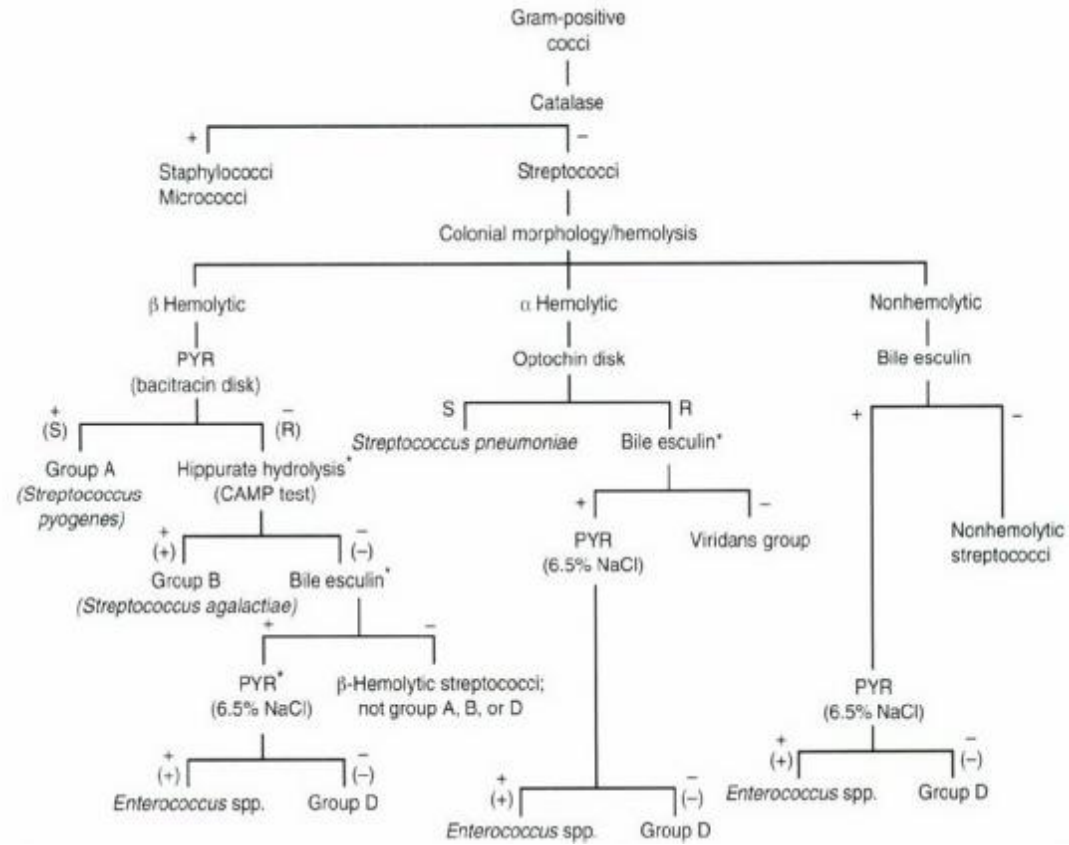 Gram-positive
cocci
Catalase
+ −
Staphylococci
Micrococci
Streptococci
Colonial morphology/hemolysis
β Hemolytic
α Hemolytic
Nonhemolytic
PYR
(bacitracin disk)
Optochin disk
Bile esculin
+
(S)
−
(R)
S
R
+
−
Group A
(Streptococcus
pyogenes)
Hippurate hydrolysis*
(CAMP test)
Streptococcus pneumoniae
Bile esculin*
+
(+)
−
(−)
+
−
Group B
(Streptococcus agalactiae)
Bile esculin*
PYR
(6.5% NaCl)
Viridans group
Nonhemolytic
streptococci
+
−
PYR*
(6.5% NaCl)
β-Hemolytic streptococci;
not group A, B, or D
PYR
(6.5% NaCl)
+
(+)
−
(−)
Enterococcus spp.
Group D
+
(+)
−
(−)
Enterococcus spp.
Group D
+
(+)
−
(−)
Enterococcus spp.
Group D